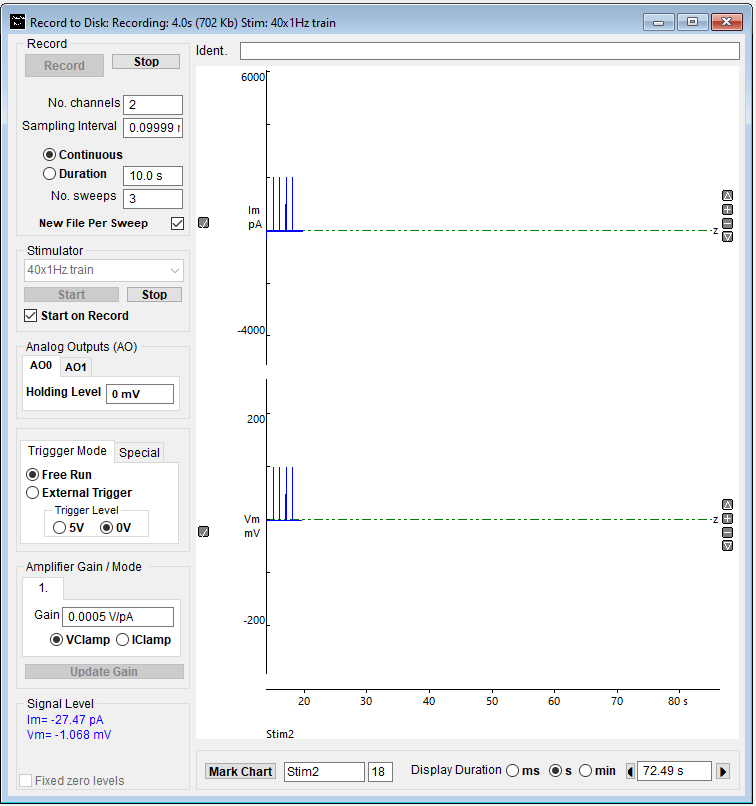 Record to Disk: Recording: 4.0s (702 Kb) Stim: 40x1Hz train
Record
Record Stop
No. channels 2
Sampling Interval 0.09999 r
Continuous
Duration 10.0 s
No. sweeps 3
New File Per Sweep
Stimulator
40x1Hz train
Start Stop
Start on Record
Analog Outputs (AO)
AO0 AO1
Holding Level 0 mV
Triggger Mode Special
Free Run
External Trigger
Trigger Level
5V 0V
Amplifier Gain / Mode
1.
Gain 0.0005 V/pA
VClamp IClamp
Update Gain
Signal Level
Im= -27.47 pA
Vm= -1.068 mV
Fixed zero levels
Ident.
6000
Im
pA
z
-4000
200
Vm
mV
z
-200
20 30 40 50 60 70 80 s
Stim2
Mark Chart Stim2 18 Display Duration ms s min 72.49 s